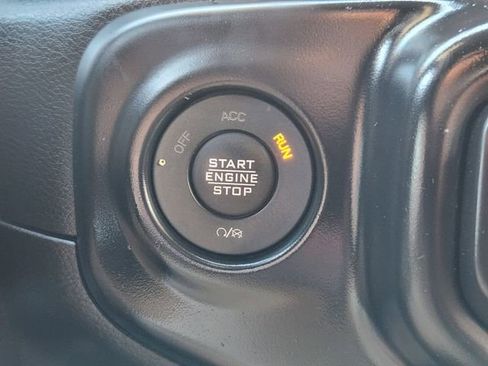 OFF
ACC
RUN
START
ENGINE
STOP